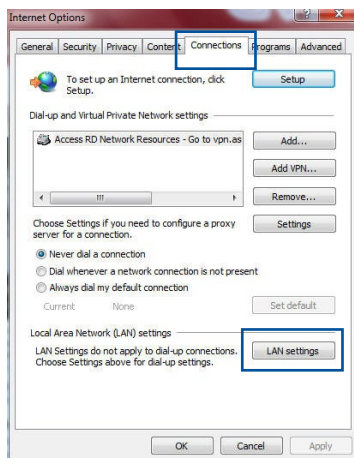 Internet Options
General Security Privacy Content Connections Programs Advanced
To set up an Internet connection, click
Setup.
Setup
Dial-up and Virtual Private Network settings
Access RD Network Resources - Go to vpn.as
Add...
Add VPN...
Remove...
Choose Settings if you need to configure a proxy
server for a connection.
Settings
Never dial a connection
Dial whenever a network connection is not present
Always dial my default connection
Current None
Set default
Local Area Network (LAN) settings
LAN Settings do not apply to dial-up connections.
Choose Settings above for dial-up settings.
LAN settings
OK Cancel Apply